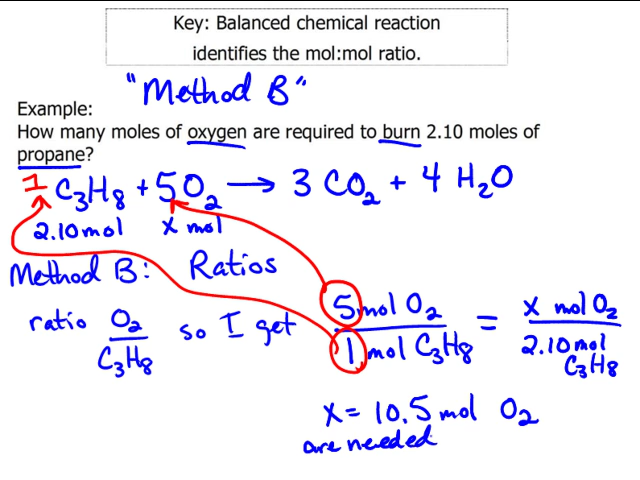 Key: Balanced chemical reaction
identifies the mol:mol ratio.
"Method B"
Example:
How many moles of oxygen are required to burn 2.10 moles of
propane?
1 C₃H₈ + 5O₂ → 3 CO₂ + 4 H₂O
2.10 mol x mol
Method B: Ratios
ratio O₂/C₃H₈ so I get 5 mol O₂/1 mol C₃H₈ = x mol O₂/2.10 mol C₃H₈
x = 10.5 mol O₂
are needed.